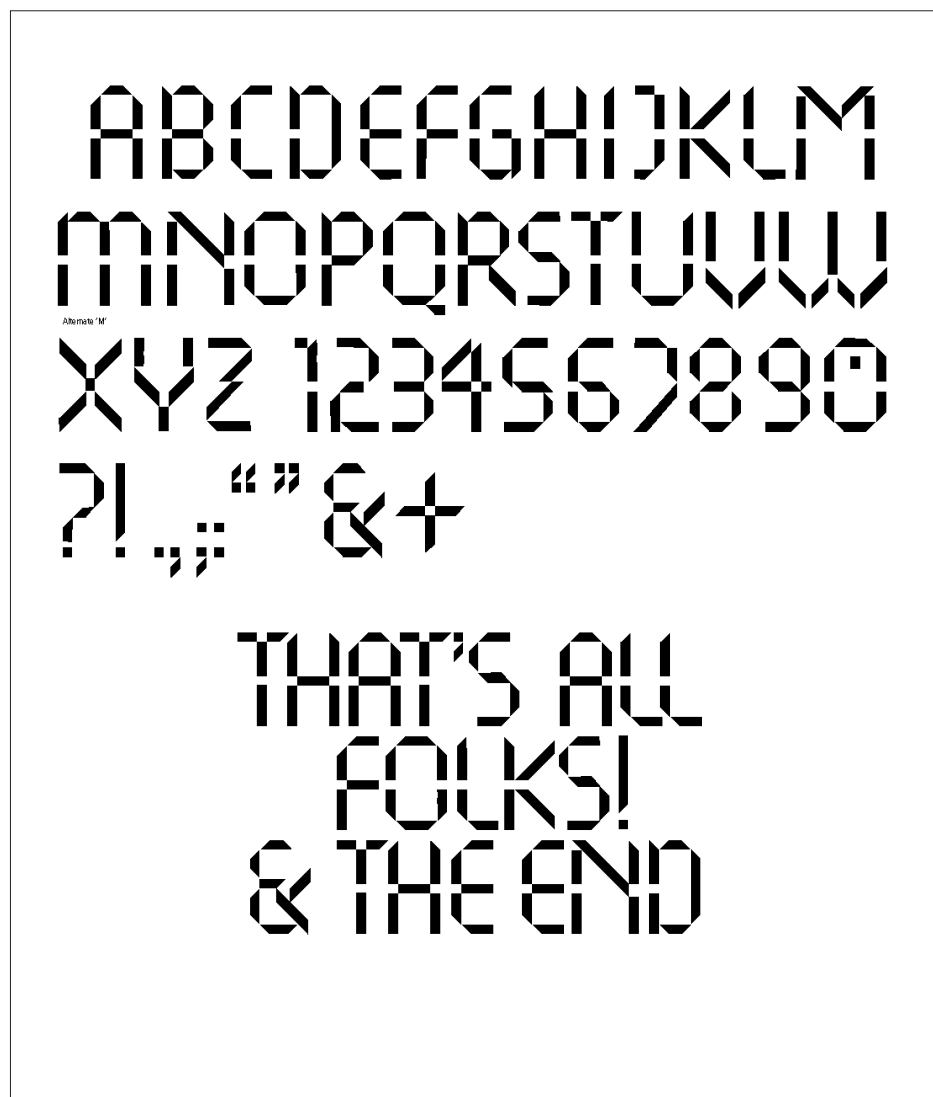 ABCDEFGHIJKLM
MNOPQRSTUVW
Alternate 'M'
XYZ 1234567890
?! .,;: “ ” &+
THAT'S ALL
FOLKS!
& THE END